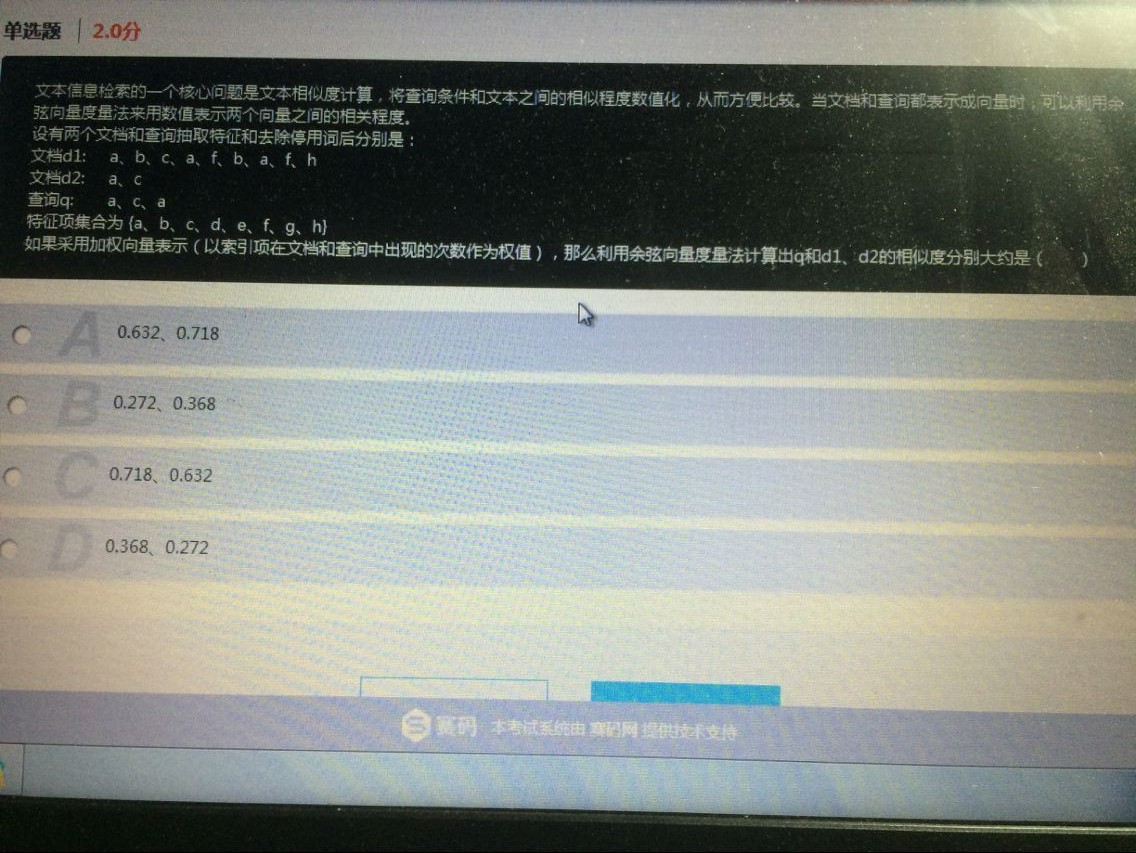 单选题 | 2.0分
文本信息检索的一个核心问题是文本相似度计算，将查询条件和文本之间的相似程度数值化，从而方便比较。当文档和查询都表示成向量时，可以利用余
弦向量度量法来用数值表示两个向量之间的相关程度。
设有两个文档和查询抽取特征和去除停用词后分别是：
文档d1: a、b、c、a、f、b、a、f、h
文档d2: a、c
查询q: a、c、a
特征项集合为 {a、b、c、d、e、f、g、h}
如果采用加权向量表示（以索引项在文档和查询中出现的次数作为权值），那么利用余弦向量度量法计算出q和d1、d2的相似度分别大约是（ ）
A 0.632、0.718
B 0.272、0.368
C 0.718、0.632
D 0.368、0.272
赛码 本考试系统由 赛码网 提供技术支持